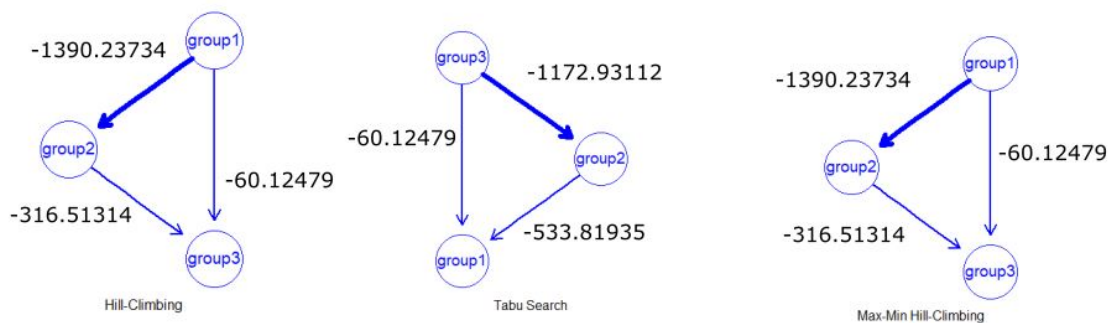 group1
-1390.23734
group2
-60.12479
-316.51314
group3
Hill-Climbing
group3
-1172.93112
-60.12479
group2
-533.81935
group1
Tabu Search
group1
-1390.23734
group2
-60.12479
-316.51314
group3
Max-Min Hill-Climbing